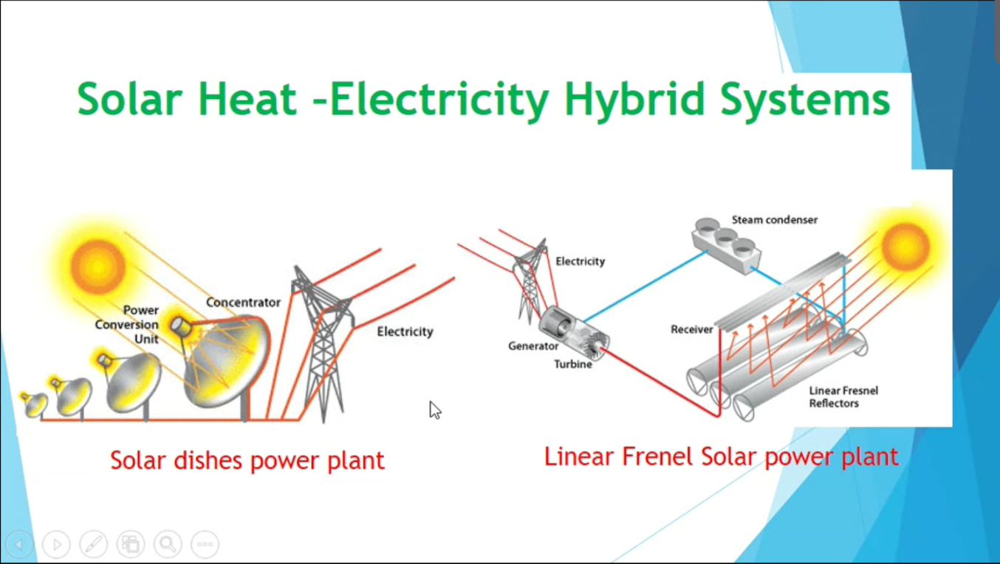 Solar Heat -Electricity Hybrid Systems
Power
Conversion
Unit
Concentrator
Electricity
Solar dishes power plant
Steam condenser
Electricity
Receiver
Generator
Turbine
Linear Fresnel
Reflectors
Linear Frenel Solar power plant